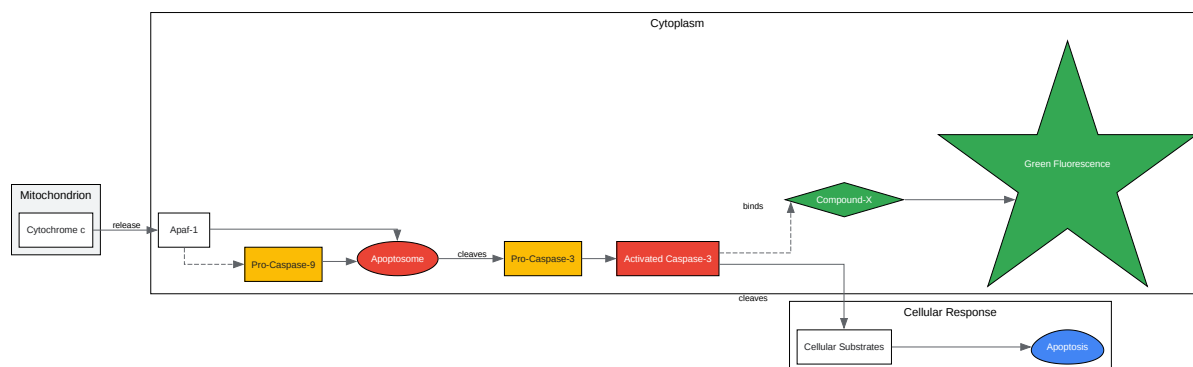 Cytoplasm
Green Fluorescence
Mitochondrion
Cytochrome c
release
Apaf-1
Pro-Caspase-9
Apoptosome
cleaves
Pro-Caspase-3
Activated Caspase-3
binds
Compound-X
cleaves
Cellular Response
Cellular Substrates
Apoptosis